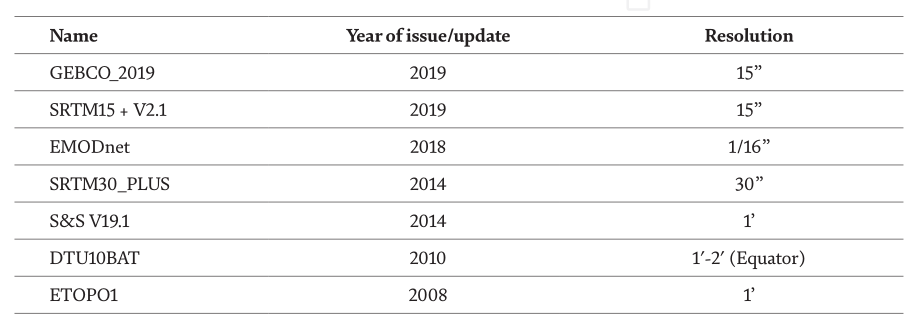 Name Year of issue/update Resolution
GEBCO_2019 2019 15”
SRTM15 + V2.1 2019 15”
EMODnet 2018 1/16”
SRTM30_PLUS 2014 30”
S&S V19.1 2014 1’
DTU10BAT 2010 1′-2′ (Equator)
ETOPO1 2008 1’